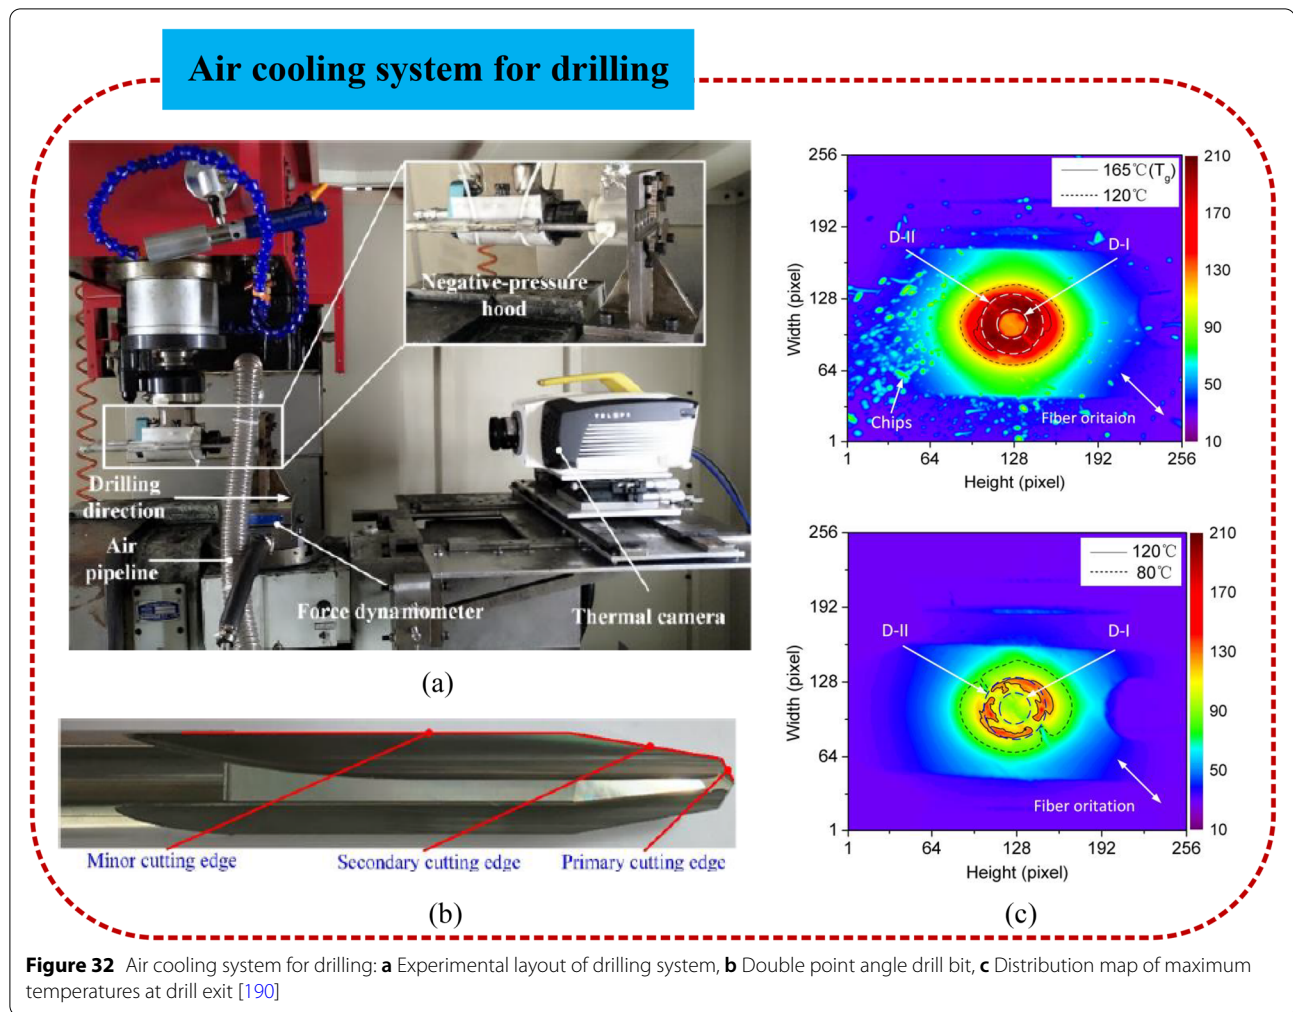 Air cooling system for drilling
Negative-pressure
hood
TELOPS
Drilling
direction
Air
pipeline
Force dynamometer
Thermal camera
(a)
Minor cutting edge
Secondary cutting edge
Primary cutting edge
(b)
256
192
128
64
1
Width (pixel)
165℃(Tg)
120℃
D-II
D-I
Chips
Fiber oritaion
1
64
128
192
256
Height (pixel)
210
170
130
90
50
10
256
192
128
64
1
Width (pixel)
120℃
80℃
D-II
D-I
Fiber oritation
1
64
128
192
256
Height (pixel)
210
170
130
90
50
10
(c)
Figure 32 Air cooling system for drilling: a Experimental layout of drilling system, b Double point angle drill bit, c Distribution map of maximum
temperatures at drill exit [190]